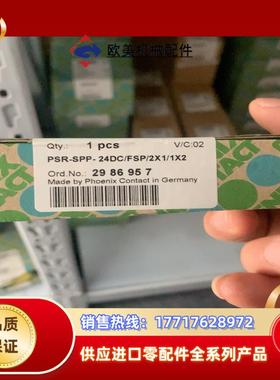 欧美机械配件
Qty.: 1 pcs
V/C:02
PSR-SPP- 24DC/FSP/2X1/1X2
Ord.No.: 29 86 95 7
Made by Phoenix Contact in Germany
品质
保证
销售热线：17717628972
供应进口零配件全系列产品